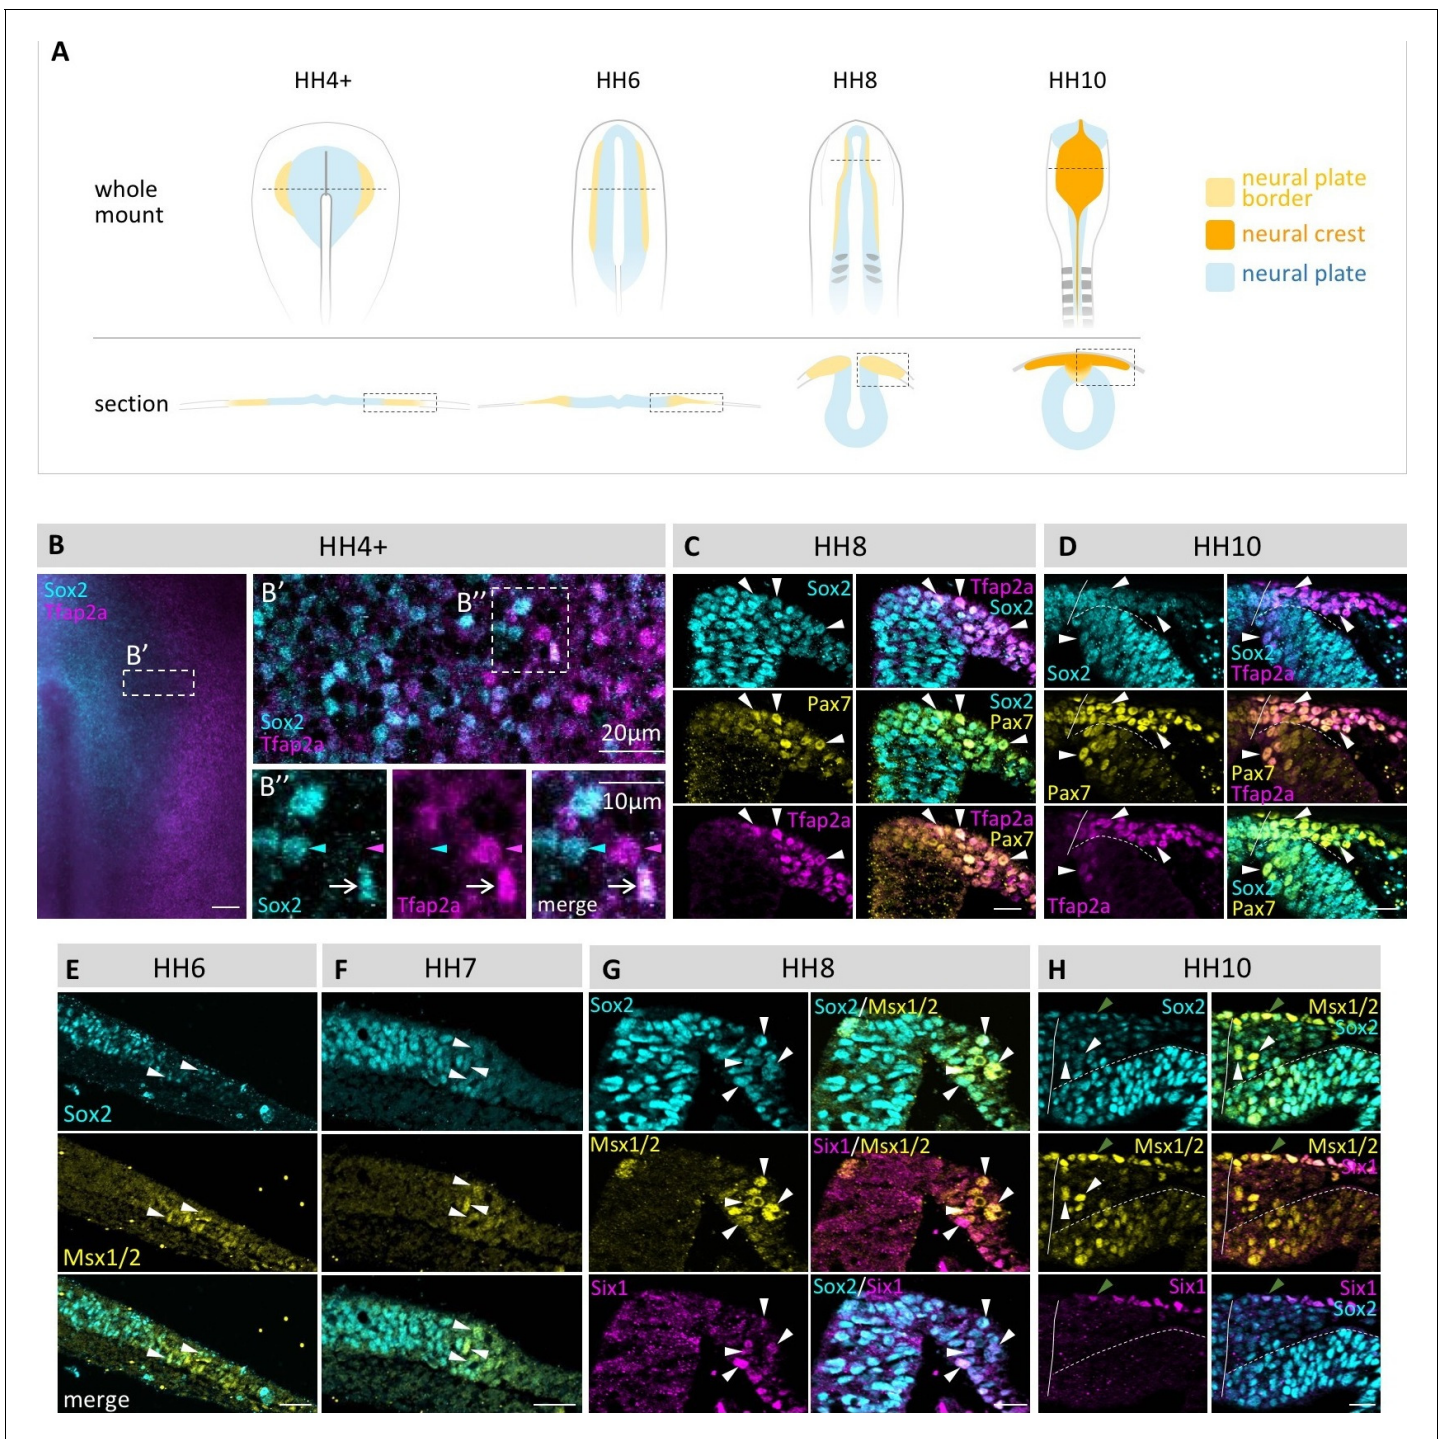 A
HH4+
HH6
HH8
HH10
whole
mount
neural plate
border
neural crest
neural plate
section
B
HH4+
C
HH8
D
HH10
Sox2
Tfap2a
B'
B'
B''
Sox2
Tfap2a
20μm
B''
Sox2
Tfap2a
10μm
merge
Sox2
Tfap2a
Sox2
Pax7
Sox2
Pax7
Tfap2a
Tfap2a
Pax7
Sox2
Sox2
Tfap2a
Pax7
Pax7
Tfap2a
Tfap2a
Sox2
Pax7
E
HH6
F
HH7
G
HH8
H
HH10
Sox2
Msx1/2
merge
Sox2
Sox2/Msx1/2
Msx1/2
Six1/Msx1/2
Six1
Sox2/Six1
Sox2
Msx1/2
Sox2
Msx1/2
Msx1/2
Six1
Six1
Six1
Sox2